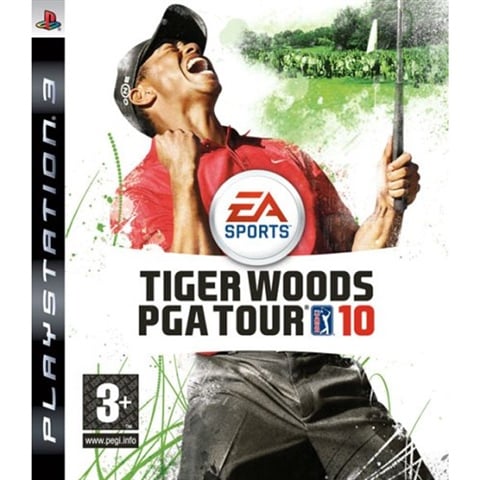 PLAYSTATION 3
EA
SPORTS
TIGER WOODS
PGA TOUR 10
3+
www.pegi.info